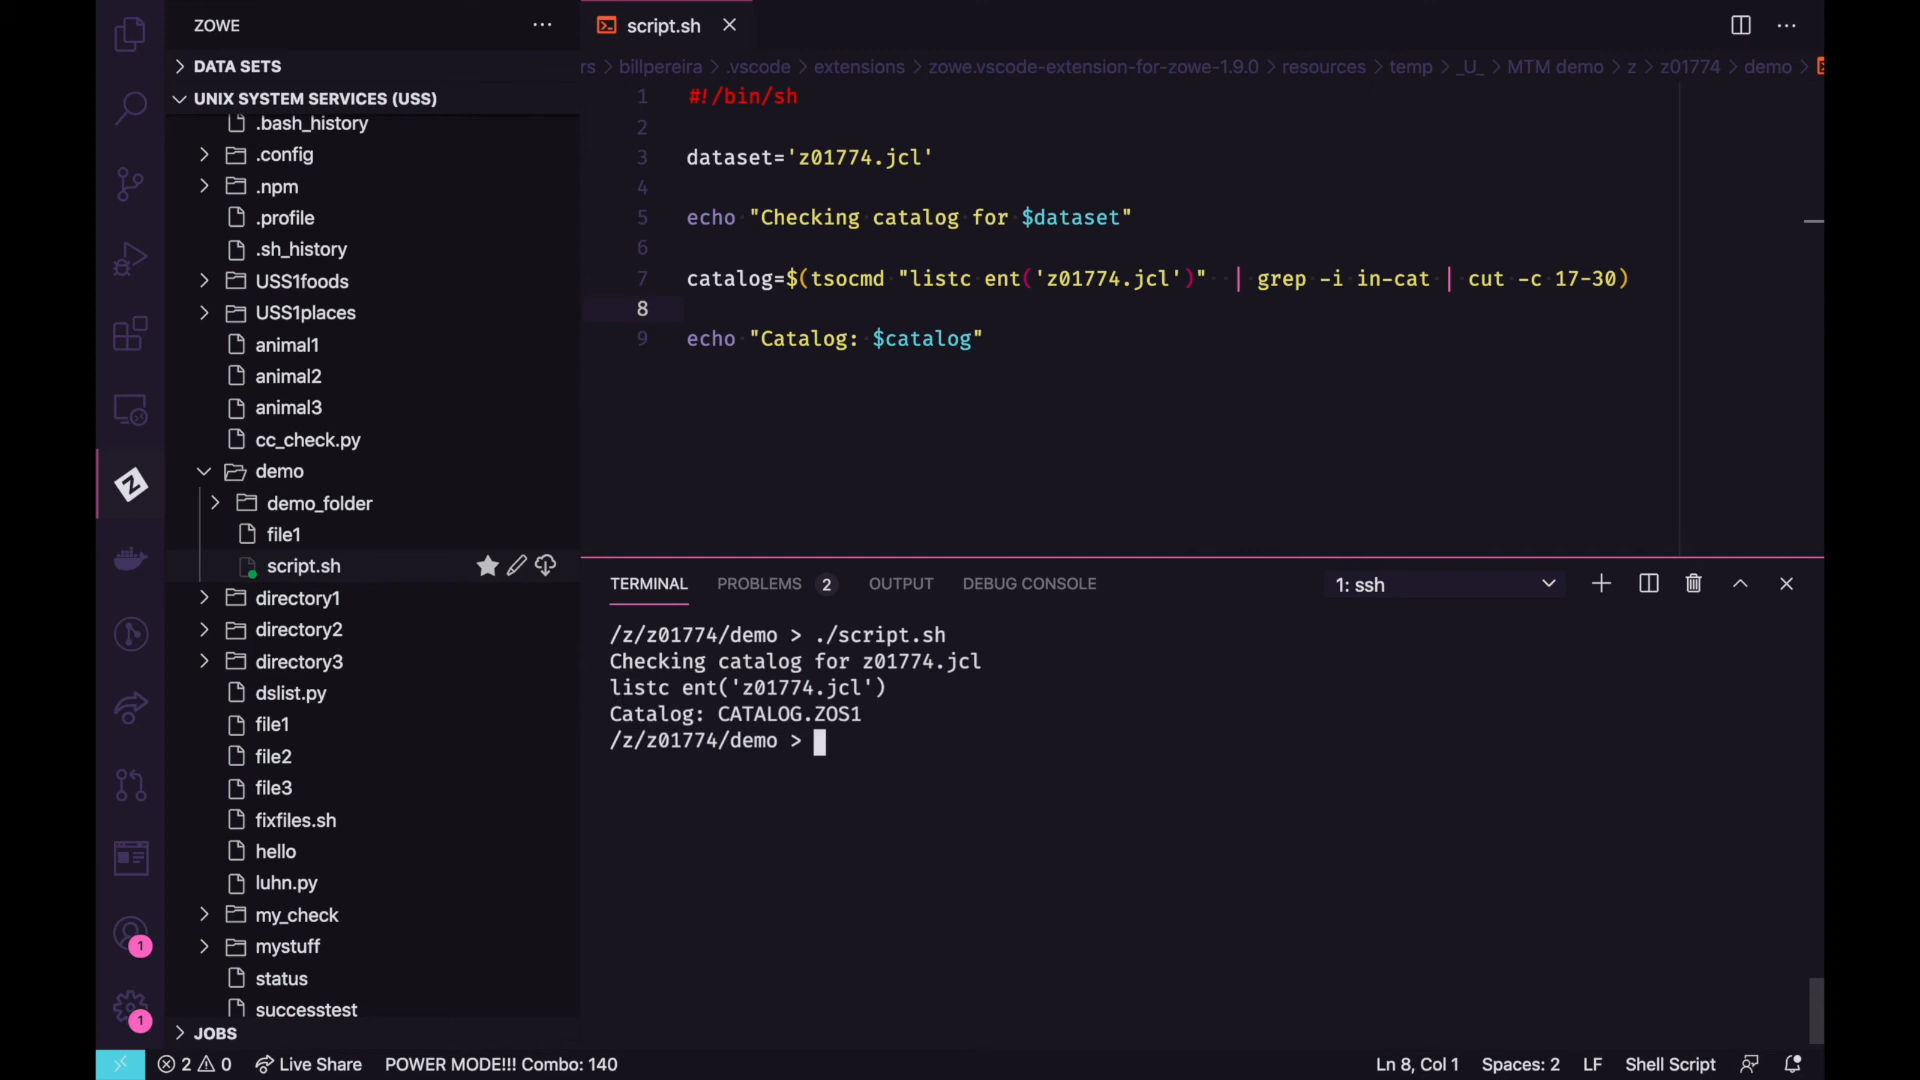 ZOWE
DATA SETS
UNIX SYSTEM SERVICES (USS)
.bash_history
.config
.npm
.profile
.sh_history
USS1foods
USS1places
animal1
animal2
animal3
cc_check.py
demo
demo_folder
file1
script.sh
directory1
directory2
directory3
dslist.py
file1
file2
file3
fixfiles.sh
hello
luhn.py
my_check
mystuff
status
successtest
JOBS
1
1
script.sh
rs > billpereira > .vscode > extensions > zowe.vscode-extension-for-zowe-1.9.0 > resources > temp > _U_ > MTM demo > z > z01774 > demo >
1 #!/bin/sh
2
3 dataset='z01774.jcl'
4
5 echo "Checking catalog for $dataset"
6
7 catalog=$(tsocmd "listc ent('z01774.jcl')" | grep -i in-cat | cut -c 17-30)
8
9 echo "Catalog: $catalog"
TERMINAL PROBLEMS 2 OUTPUT DEBUG CONSOLE 1: ssh
/z/z01774/demo > ./script.sh
Checking catalog for z01774.jcl
listc ent('z01774.jcl')
Catalog: CATALOG.ZOS1
/z/z01774/demo >
2 0 Live Share POWER MODE!!! Combo: 140 Ln 8, Col 1 Spaces: 2 LF Shell Script